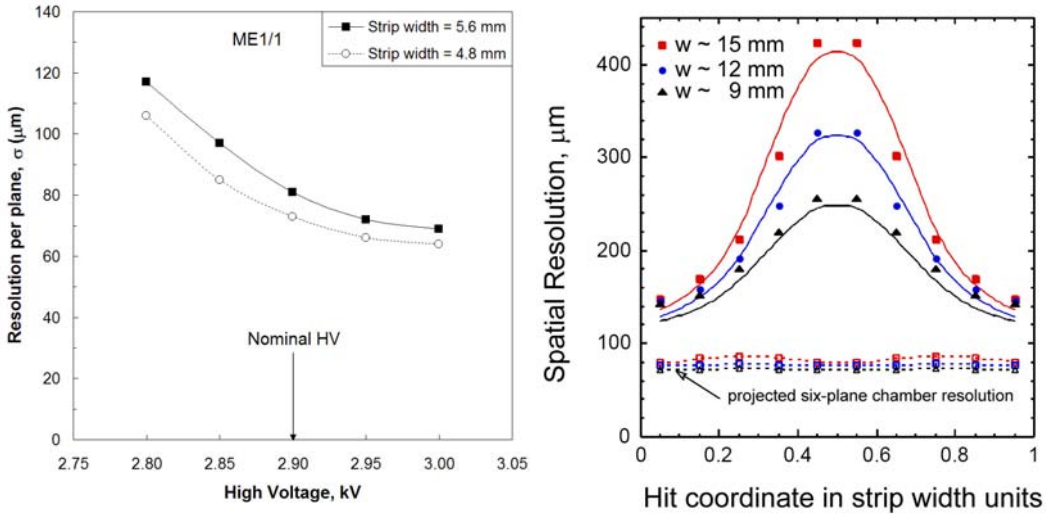 140
120
100
80
60
40
20
0
Resolution per plane, σ (μm)
ME1/1
Strip width = 5.6 mm
Strip width = 4.8 mm
Nominal HV
2.75 2.80 2.85 2.90 2.95 3.00 3.05
High Voltage, kV
400
300
200
100
0
Spatial Resolution, μm
w ~ 15 mm
w ~ 12 mm
w ~ 9 mm
projected six-plane chamber resolution
0 0.2 0.4 0.6 0.8 1
Hit coordinate in strip width units